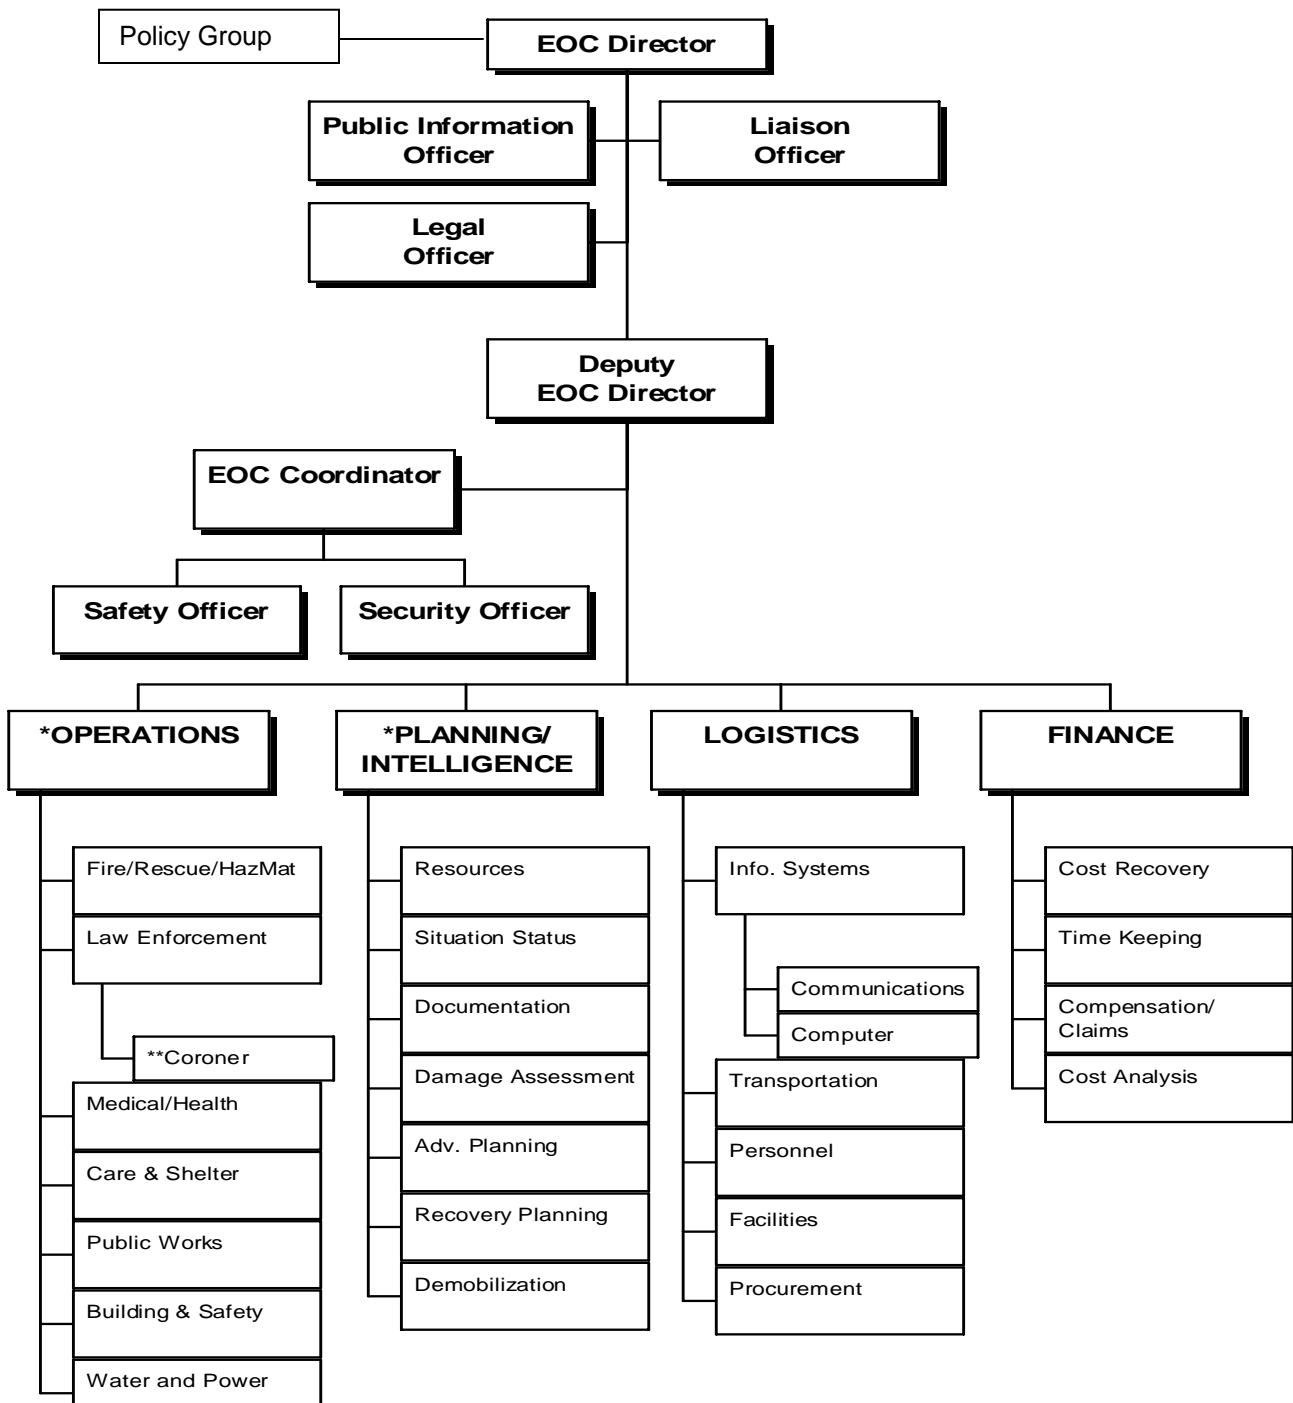 Policy Group
EOC Director
Public Information
Officer
Liaison
Officer
Legal
Officer
Deputy
EOC Director
EOC Coordinator
Safety Officer
Security Officer
*OPERATIONS
*PLANNING/
INTELLIGENCE
LOGISTICS
FINANCE
Fire/Rescue/HazMat
Law Enforcement
**Coroner
Medical/Health
Care & Shelter
Public Works
Building & Safety
Water and Power
Resources
Situation Status
Documentation
Damage Assessment
Adv. Planning
Recovery Planning
Demobilization
Info. Systems
Communications
Computer
Transportation
Personnel
Facilities
Procurement
Cost Recovery
Time Keeping
Compensation/
Claims
Cost Analysis